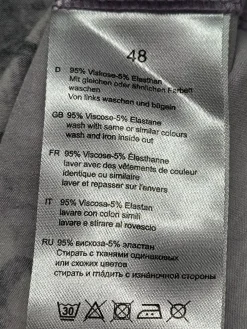 48
D 95% Viskose-5% Elasthan
Mit gleichen oder ähnlichen Farben
waschen
Von links waschen und bügeln
GB 95% Viscose-5% Elastane
wash with same or similar colours
wash and iron inside out
FR 95% Viscose-5% Elasthanne
laver avec des vêtements de couleur
identique ou similaire
laver et repasser sur l'envers
IT 95% Viscosa-5% Elastan
lavare con colori simili
lavare e stirare al rovescio
RU 95% вискоза-5% эластан
Стирать с тканями одинаковых
или схожих цветов
стирать и гладить с изнаночной стороны
30